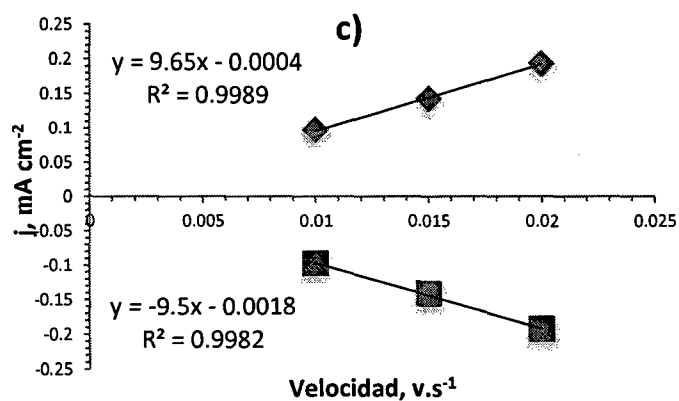 c)
0.25
0.2
0.15
0.1
0.05
0
-0.05
-0.1
-0.15
-0.2
-0.25
j, mA cm⁻²
y = 9.65x - 0.0004
R² = 0.9989
0 0.005 0.01 0.015 0.02 0.025
y = -9.5x - 0.0018
R² = 0.9982
Velocidad, v.s⁻¹